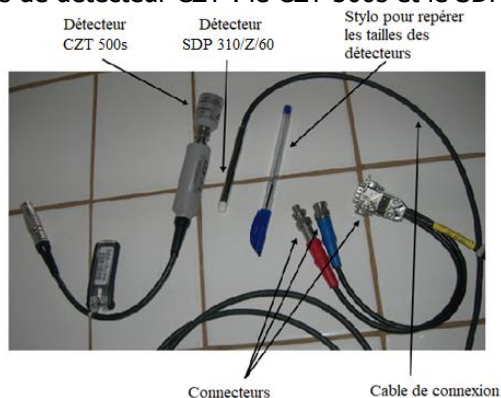 Détecteur
CZT 500s
Détecteur
SDP 310/Z/60
Stylo pour repérer
les tailles des
détecteurs
Connecteurs
Cable de connexion